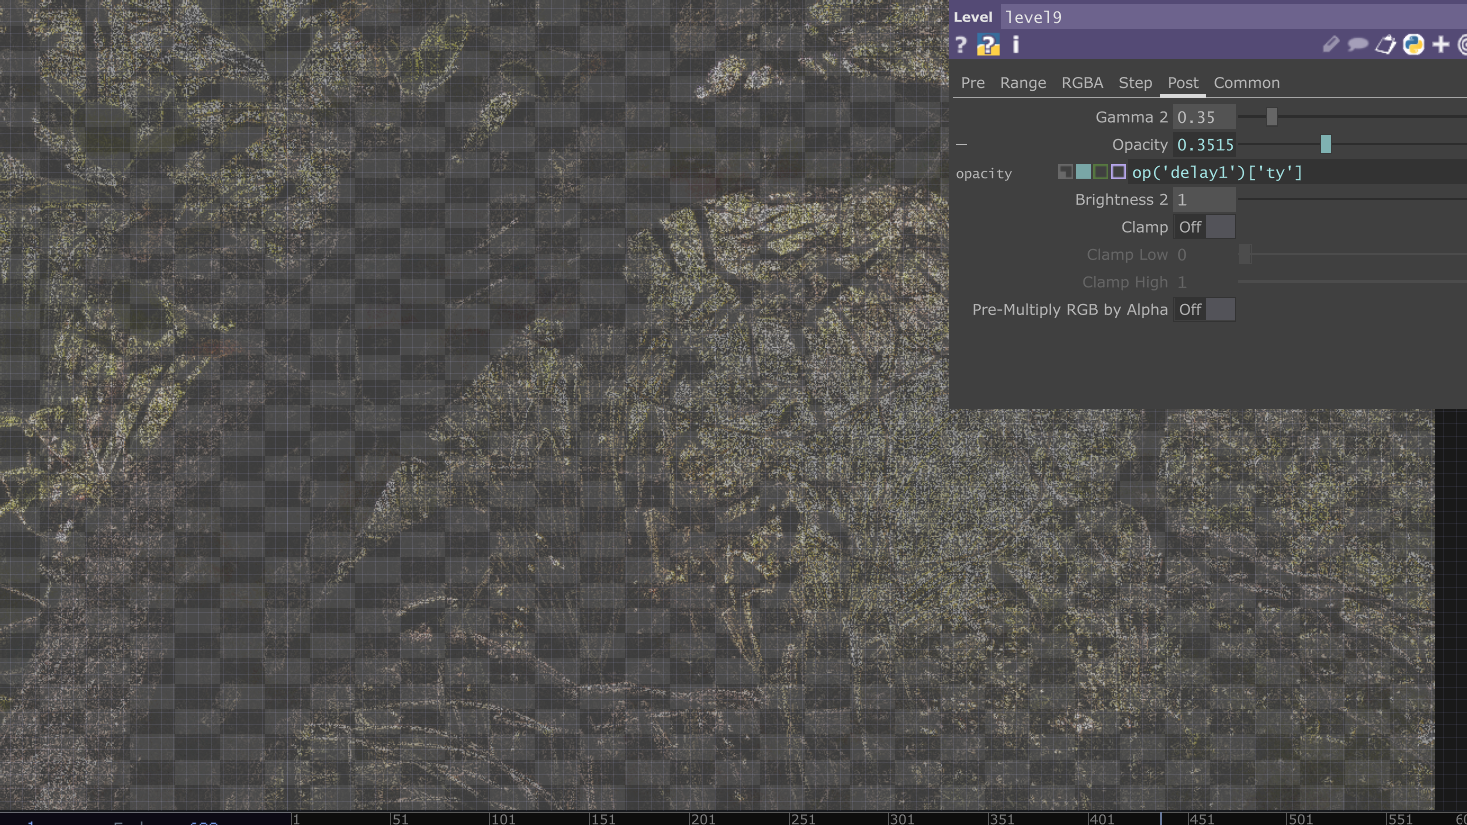 Level level9
? ? i
Pre Range RGBA Step Post Common
Gamma 2 0.35
Opacity 0.3515
opacity op('delay1')['ty']
Brightness 2 1
Clamp Off
Clamp Low 0
Clamp High 1
Pre-Multiply RGB by Alpha Off
1 51 101 151 201 251 301 351 401 451 501 551